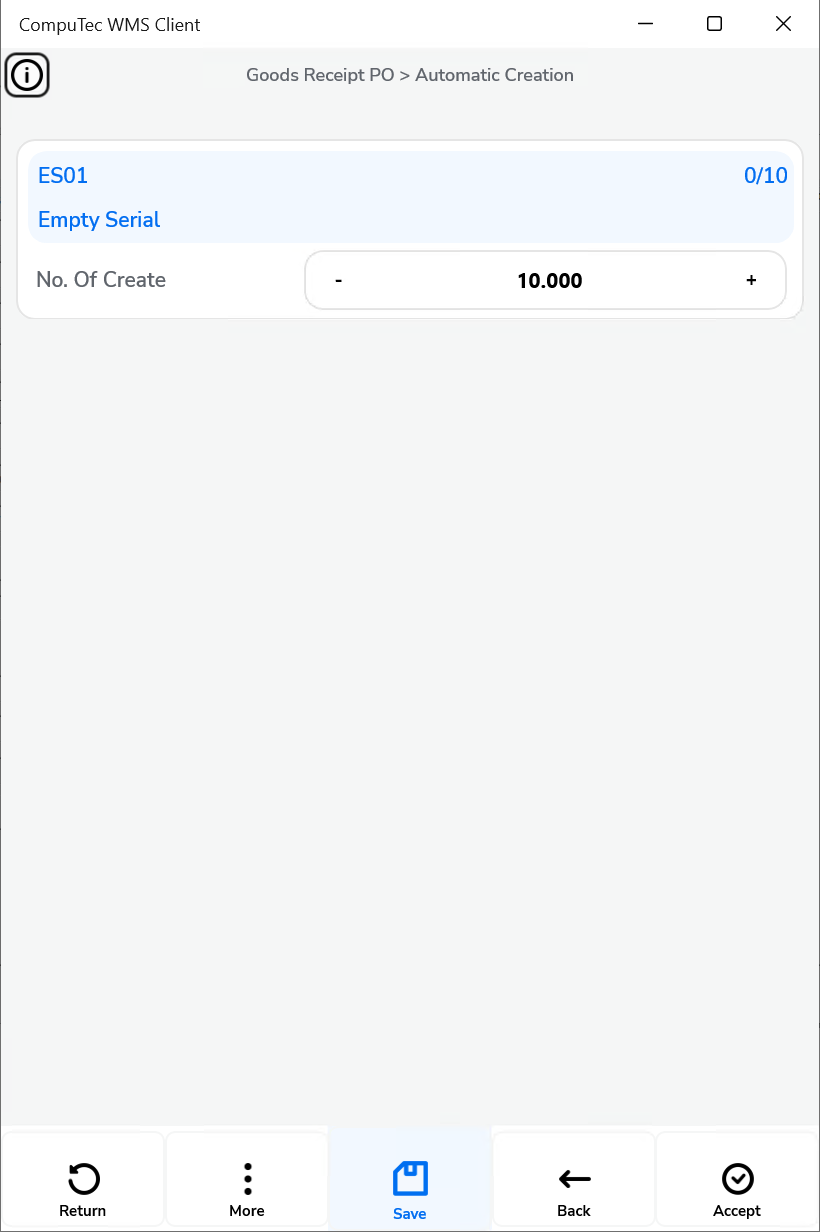 CompuTec WMS Client
Goods Receipt PO > Automatic Creation
ES01 0/10
Empty Serial
No. Of Create - 10.000 +
Return More Save Back Accept